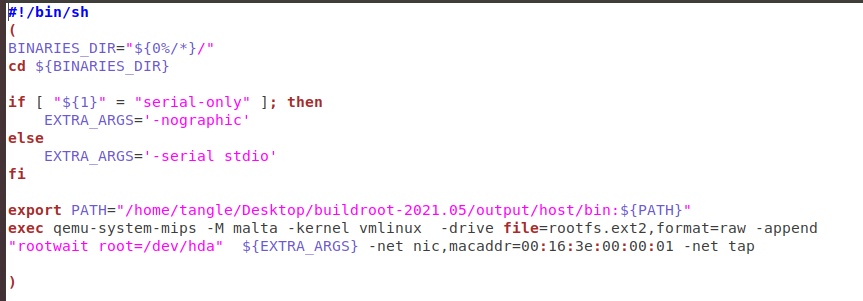 #!/bin/sh
(
BINARIES_DIR="${0%/*}/"
cd ${BINARIES_DIR}

if [ "${1}" = "serial-only" ]; then
    EXTRA_ARGS='-nographic'
else
    EXTRA_ARGS='-serial stdio'
fi

export PATH="/home/tangle/Desktop/buildroot-2021.05/output/host/bin:${PATH}"
exec qemu-system-mips -M malta -kernel vmlinux  -drive file=rootfs.ext2,format=raw -append
"rootwait root=/dev/hda"  ${EXTRA_ARGS} -net nic,macaddr=00:16:3e:00:00:01 -net tap

)